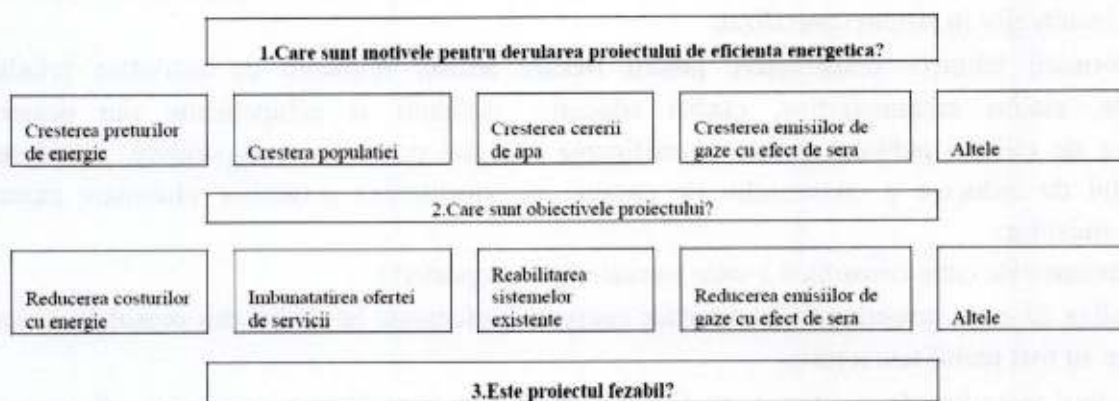 1.Care sunt motivele pentru derularea proiectului de eficienta energetica?
Cresterea preturilor
de energie
Crestera populatiei
Cresterea cererii
de apa
Cresterea emisiilor de
gaze cu efect de sera
Altele
2.Care sunt obiectivele proiectului?
Reducerea costurilor
cu energie
Imbunatatirea ofertei
de servicii
Reabilitarea
sistemelor
existente
Reducerea emisiilor de
gaze cu efect de sera
Altele
3.Este proiectul fezabil?